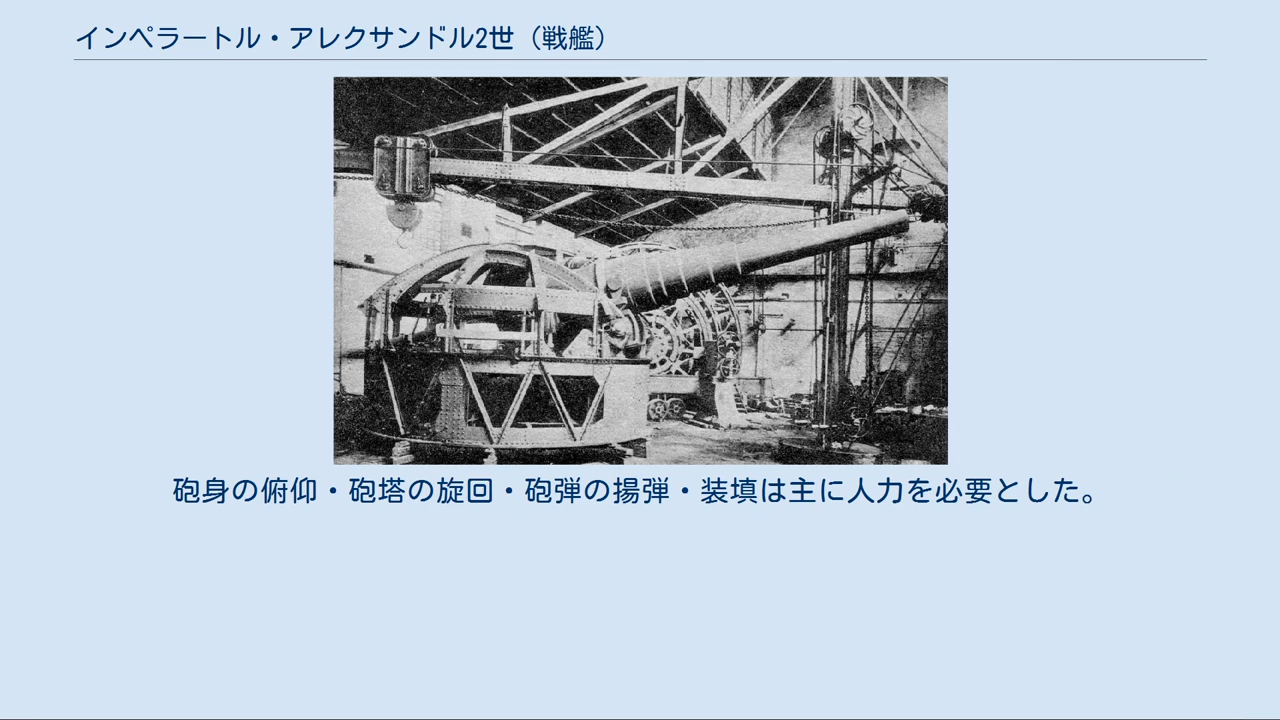 インペラートル・アレクサンドル2世（戦艦）
砲身の俯仰・砲塔の旋回・砲弾の揚弾・装填は主に人力を必要とした。